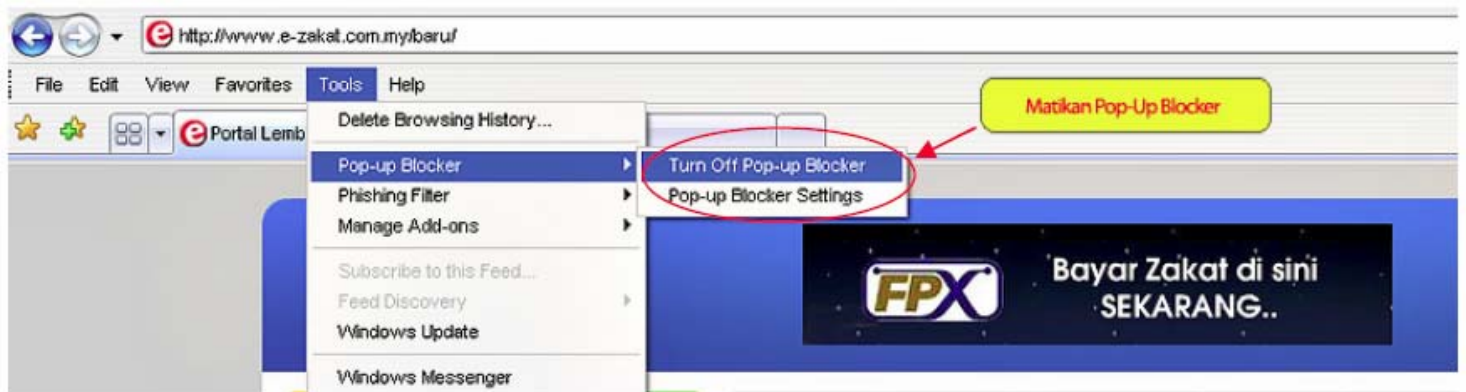 http://www.e-zakat.com.my/baru/
File Edit View Favorites Tools Help
Matikan Pop-Up Blocker
Portal Lemb
Delete Browsing History...
Pop-up Blocker
Turn Off Pop-up Blocker
Phishing Filter
Pop-up Blocker Settings
Manage Add-ons
Subscribe to this Feed...
Feed Discovery
Windows Update
Windows Messenger
FPX
Bayar Zakat di sini
SEKARANG..